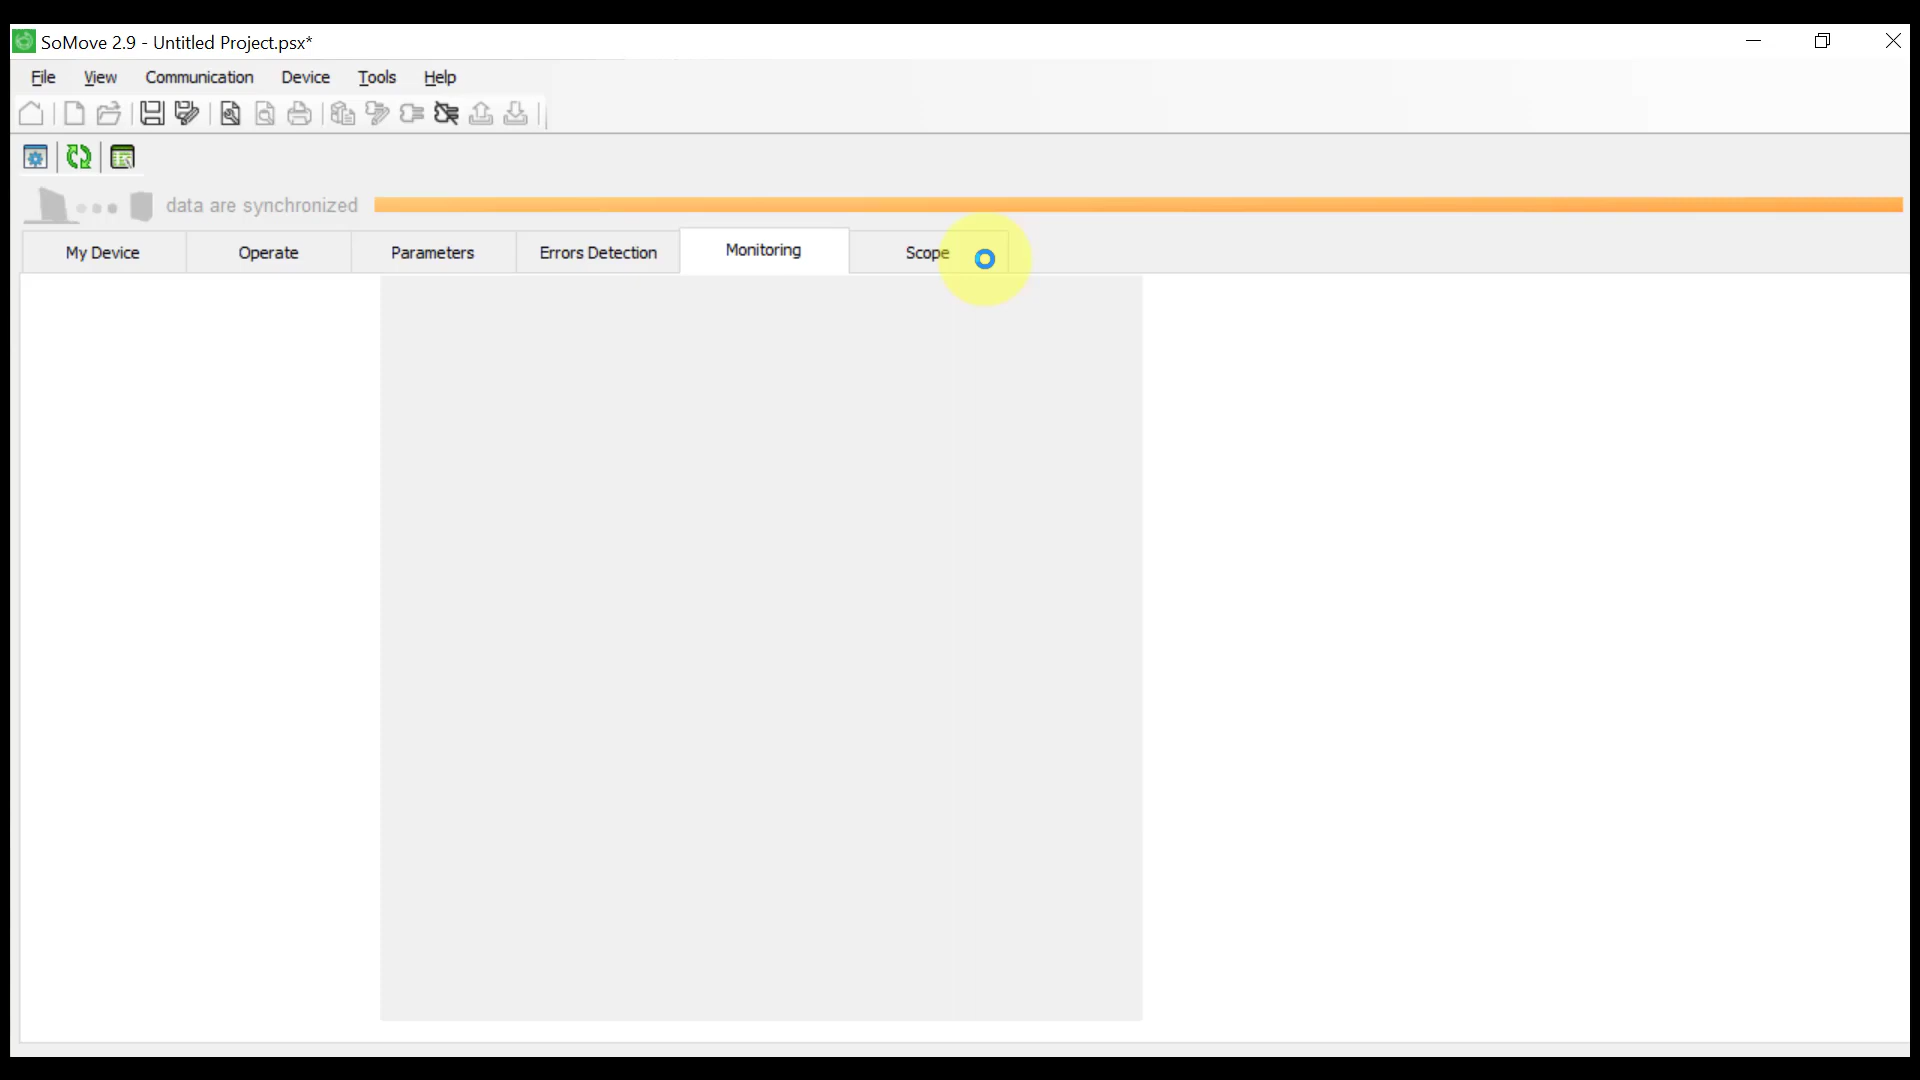 SoMove 2.9 - Untitled Project.psx*
File View Communication Device Tools Help
data are synchronized
My Device Operate Parameters Errors Detection Monitoring Scope